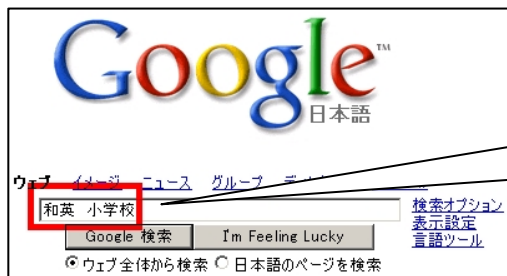 Google™
日本語
ウェブ イメージ ニュース グループ
和英 小学校
検索オプション
Google 検索 I'm Feeling Lucky
表示設定
言語ツール
ウェブ全体から検索 日本語のページを検索